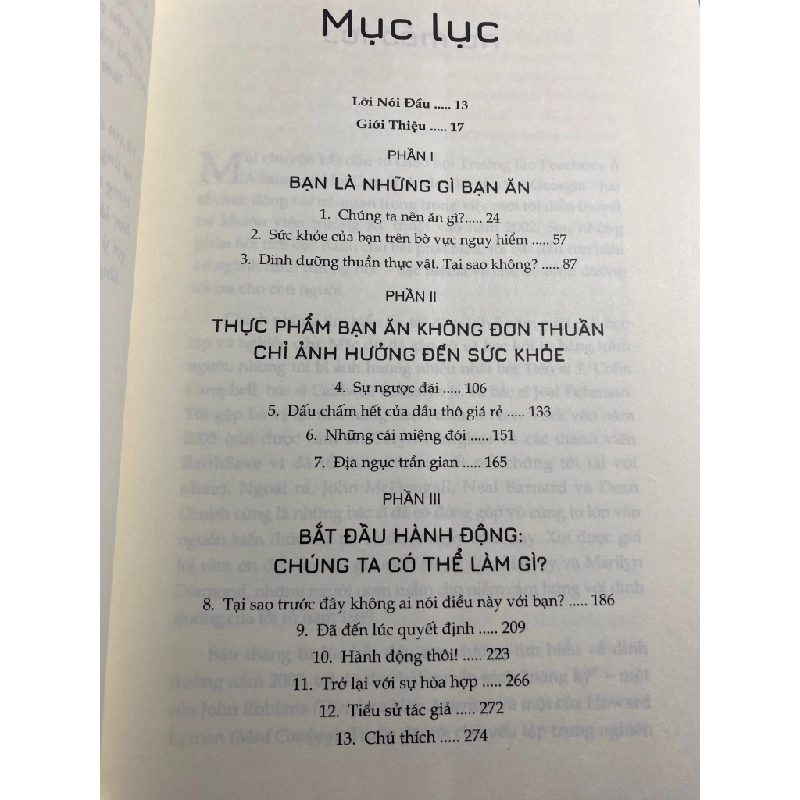 Mục lục
Lời Nói Đầu ..... 13
Giới Thiệu ..... 17
PHẦN I
BẠN LÀ NHỮNG GÌ BẠN ĂN
1. Chúng ta nên ăn gì?..... 24
2. Sức khỏe của bạn trên bờ vực nguy hiểm ..... 57
3. Dinh dưỡng thuần thực vật. Tại sao không? ..... 87
PHẦN II
THỰC PHẨM BẠN ĂN KHÔNG ĐƠN THUẦN
CHỈ ẢNH HƯỞNG ĐẾN SỨC KHỎE
4. Sự ngược đãi ..... 106
5. Dấu chấm hết của dầu thô giá rẻ ..... 133
6. Những cái miệng đói ..... 151
7. Địa ngục trần gian ..... 165
PHẦN III
BẮT ĐẦU HÀNH ĐỘNG:
CHÚNG TA CÓ THỂ LÀM GÌ?
8. Tại sao trước đây không ai nói điều này với bạn? ..... 186
9. Đã đến lúc quyết định ..... 209
10. Hành động thôi! ..... 223
11. Trở lại với sự hòa hợp ..... 266
12. Tiểu sử tác giả ..... 272
13. Chú thích ..... 274